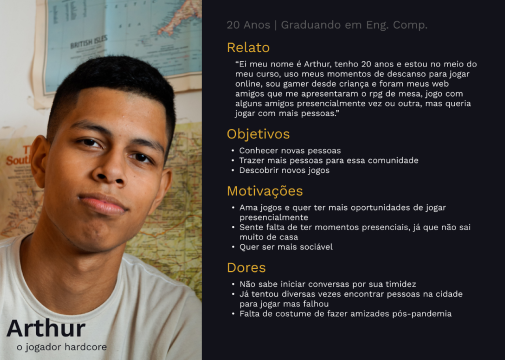 BRITISH ISLES
20 Anos | Graduando em Eng. Comp.
Relato
“Ei meu nome é Arthur, tenho 20 anos e estou no meio do
meu curso, uso meus momentos de descanso para jogar
online, sou gamer desde criança e foram meus web
amigos que me apresentaram o rpg de mesa, jogo com
alguns amigos presencialmente vez ou outra, mas queria
jogar com mais pessoas.”
Objetivos
• Conhecer novas pessoas
• Trazer mais pessoas para essa comunidade
• Descobrir novos jogos
Motivações
• Ama jogos e quer ter mais oportunidades de jogar
presencialmente
• Sente falta de ter momentos presenciais, já que não sai
muito de casa
• Quer ser mais sociável
Dores
• Não sabe iniciar conversas por sua timidez
• Já tentou diversas vezes encontrar pessoas na cidade
para jogar mas falhou
• Falta de costume de fazer amizades pós-pandemia
Arthur
o jogador hardcore